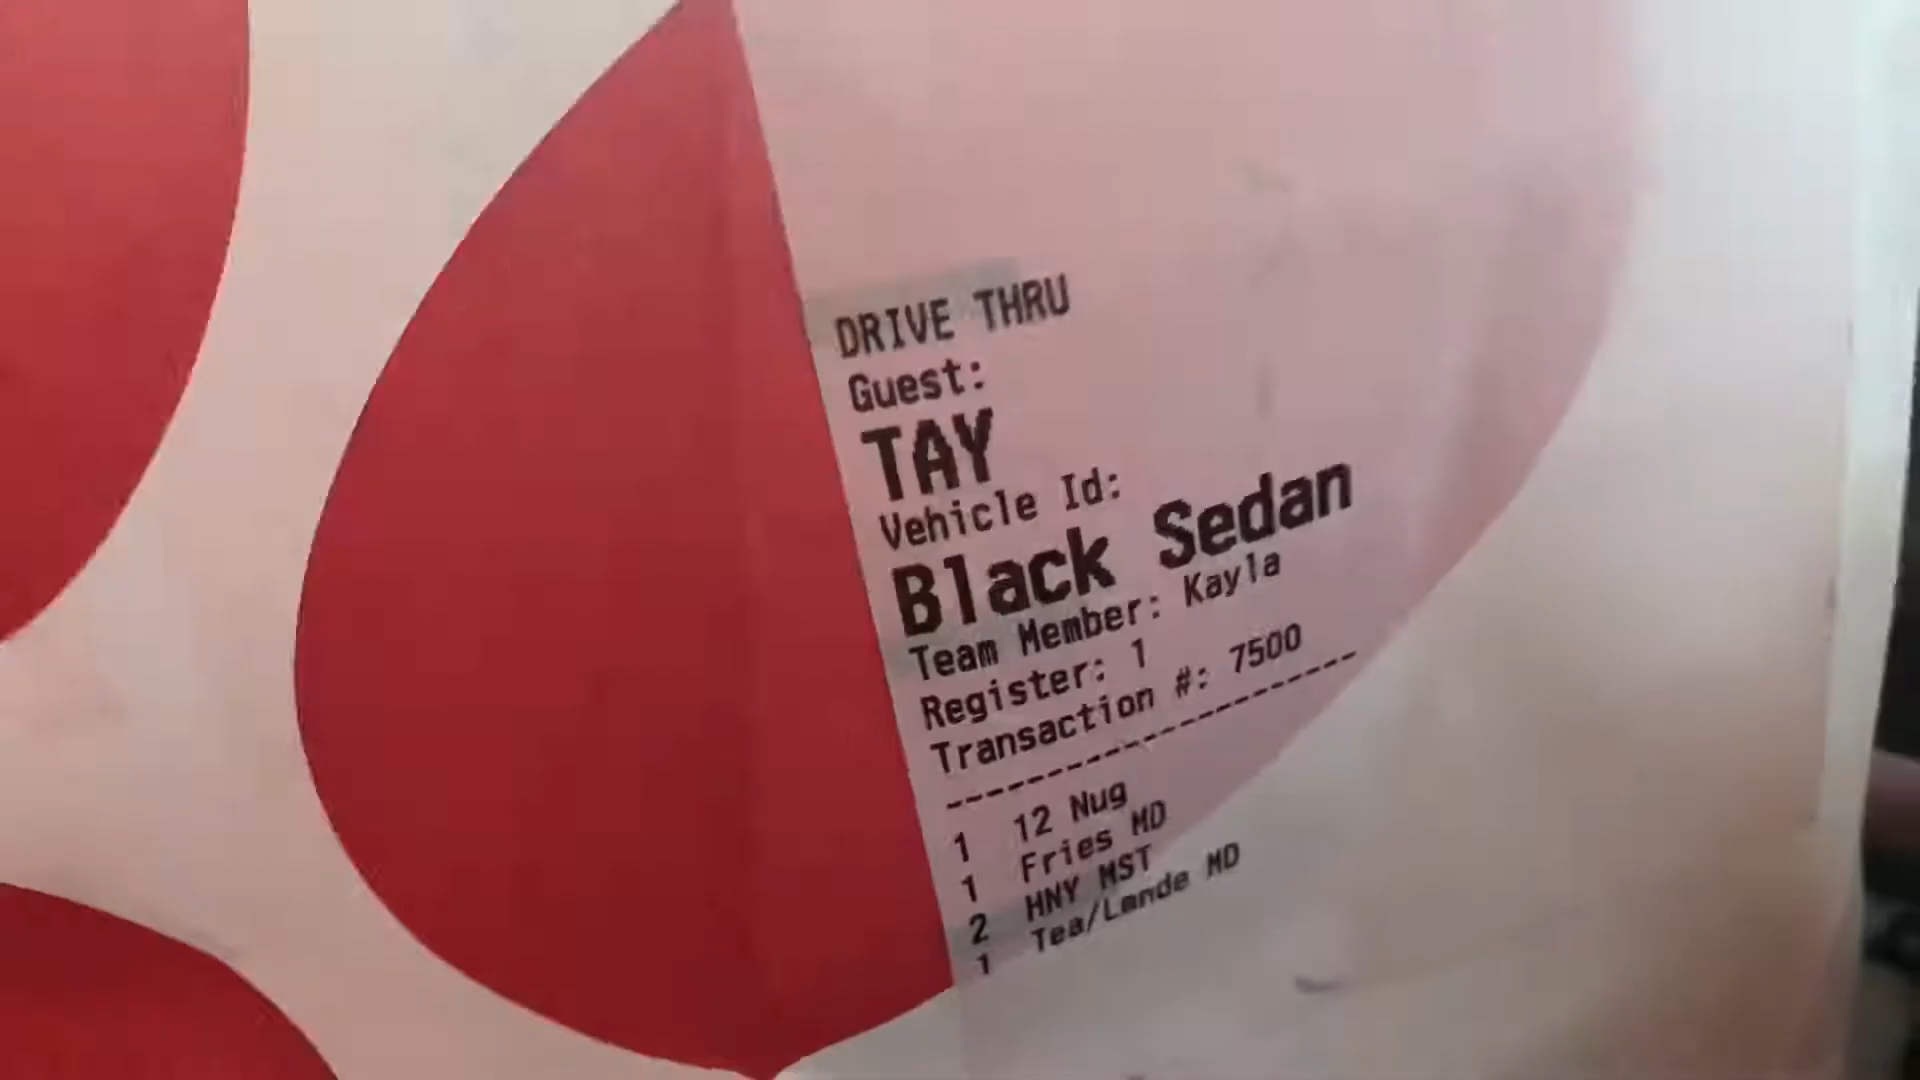 DRIVE THRU
Guest:
TAY
Vehicle Id:
Black Sedan
Team Member: Kayla
Register: 1
Transaction #: 7500
--------------------
1 12 Nug
1 Fries MD
2 HNY MST
1 Tea/Lmnde MD